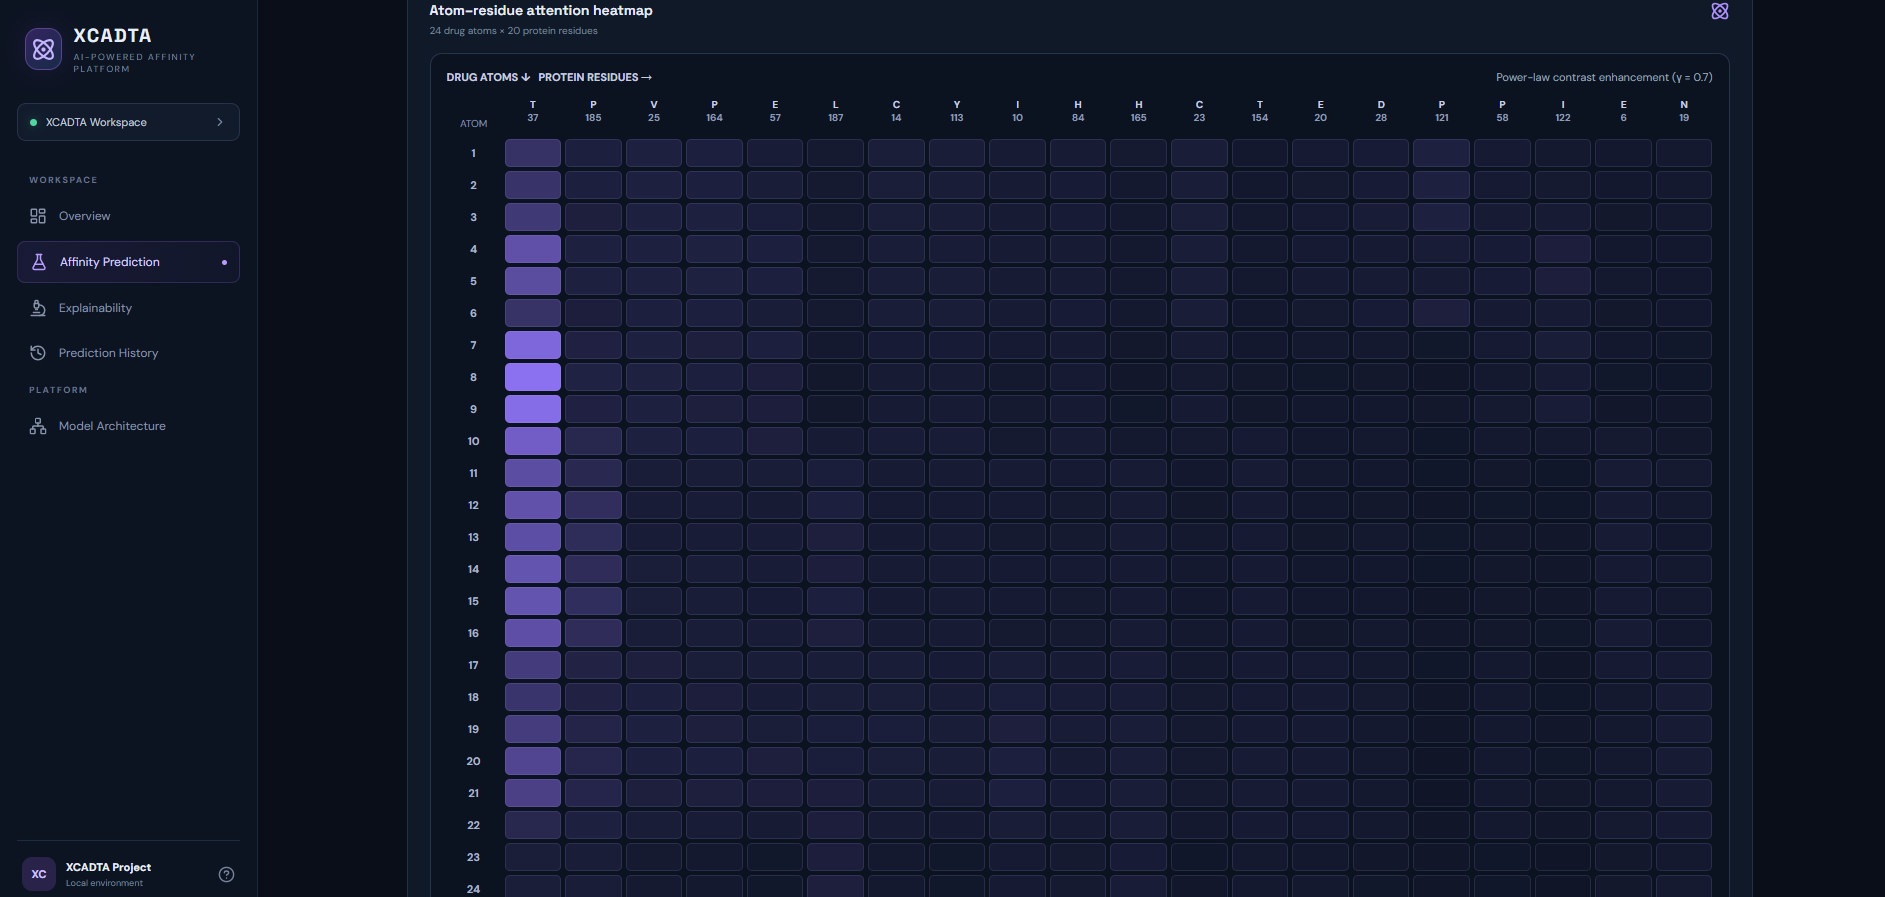 XCADTA
AI-POWERED AFFINITY
PLATFORM
XCADTA Workspace
WORKSPACE
Overview
Affinity Prediction
Explainability
Prediction History
PLATFORM
Model Architecture
XC
XCADTA Project
Local environment
Atom-residue attention heatmap
24 drug atoms × 20 protein residues
DRUG ATOMS ↓ PROTEIN RESIDUES →
Power-law contrast enhancement (γ = 0.7)
T P V P E L C Y I H H C T E D P P I E N
ATOM 37 185 25 164 57 187 14 113 10 84 165 23 154 20 28 121 58 122 6 19
1
2
3
4
5
6
7
8
9
10
11
12
13
14
15
16
17
18
19
20
21
22
23
24